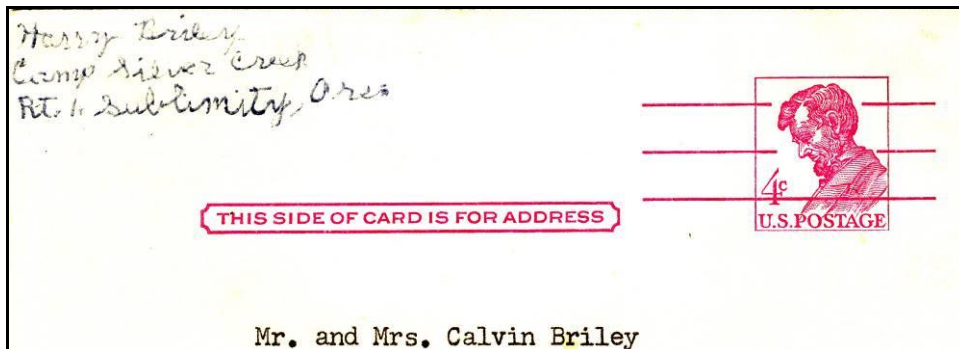 Harry Briley
Camp Silver Creek
Rt. 1. Sublimity, Ore.
4c
U.S. POSTAGE
THIS SIDE OF CARD IS FOR ADDRESS
Mr. and Mrs. Calvin Briley